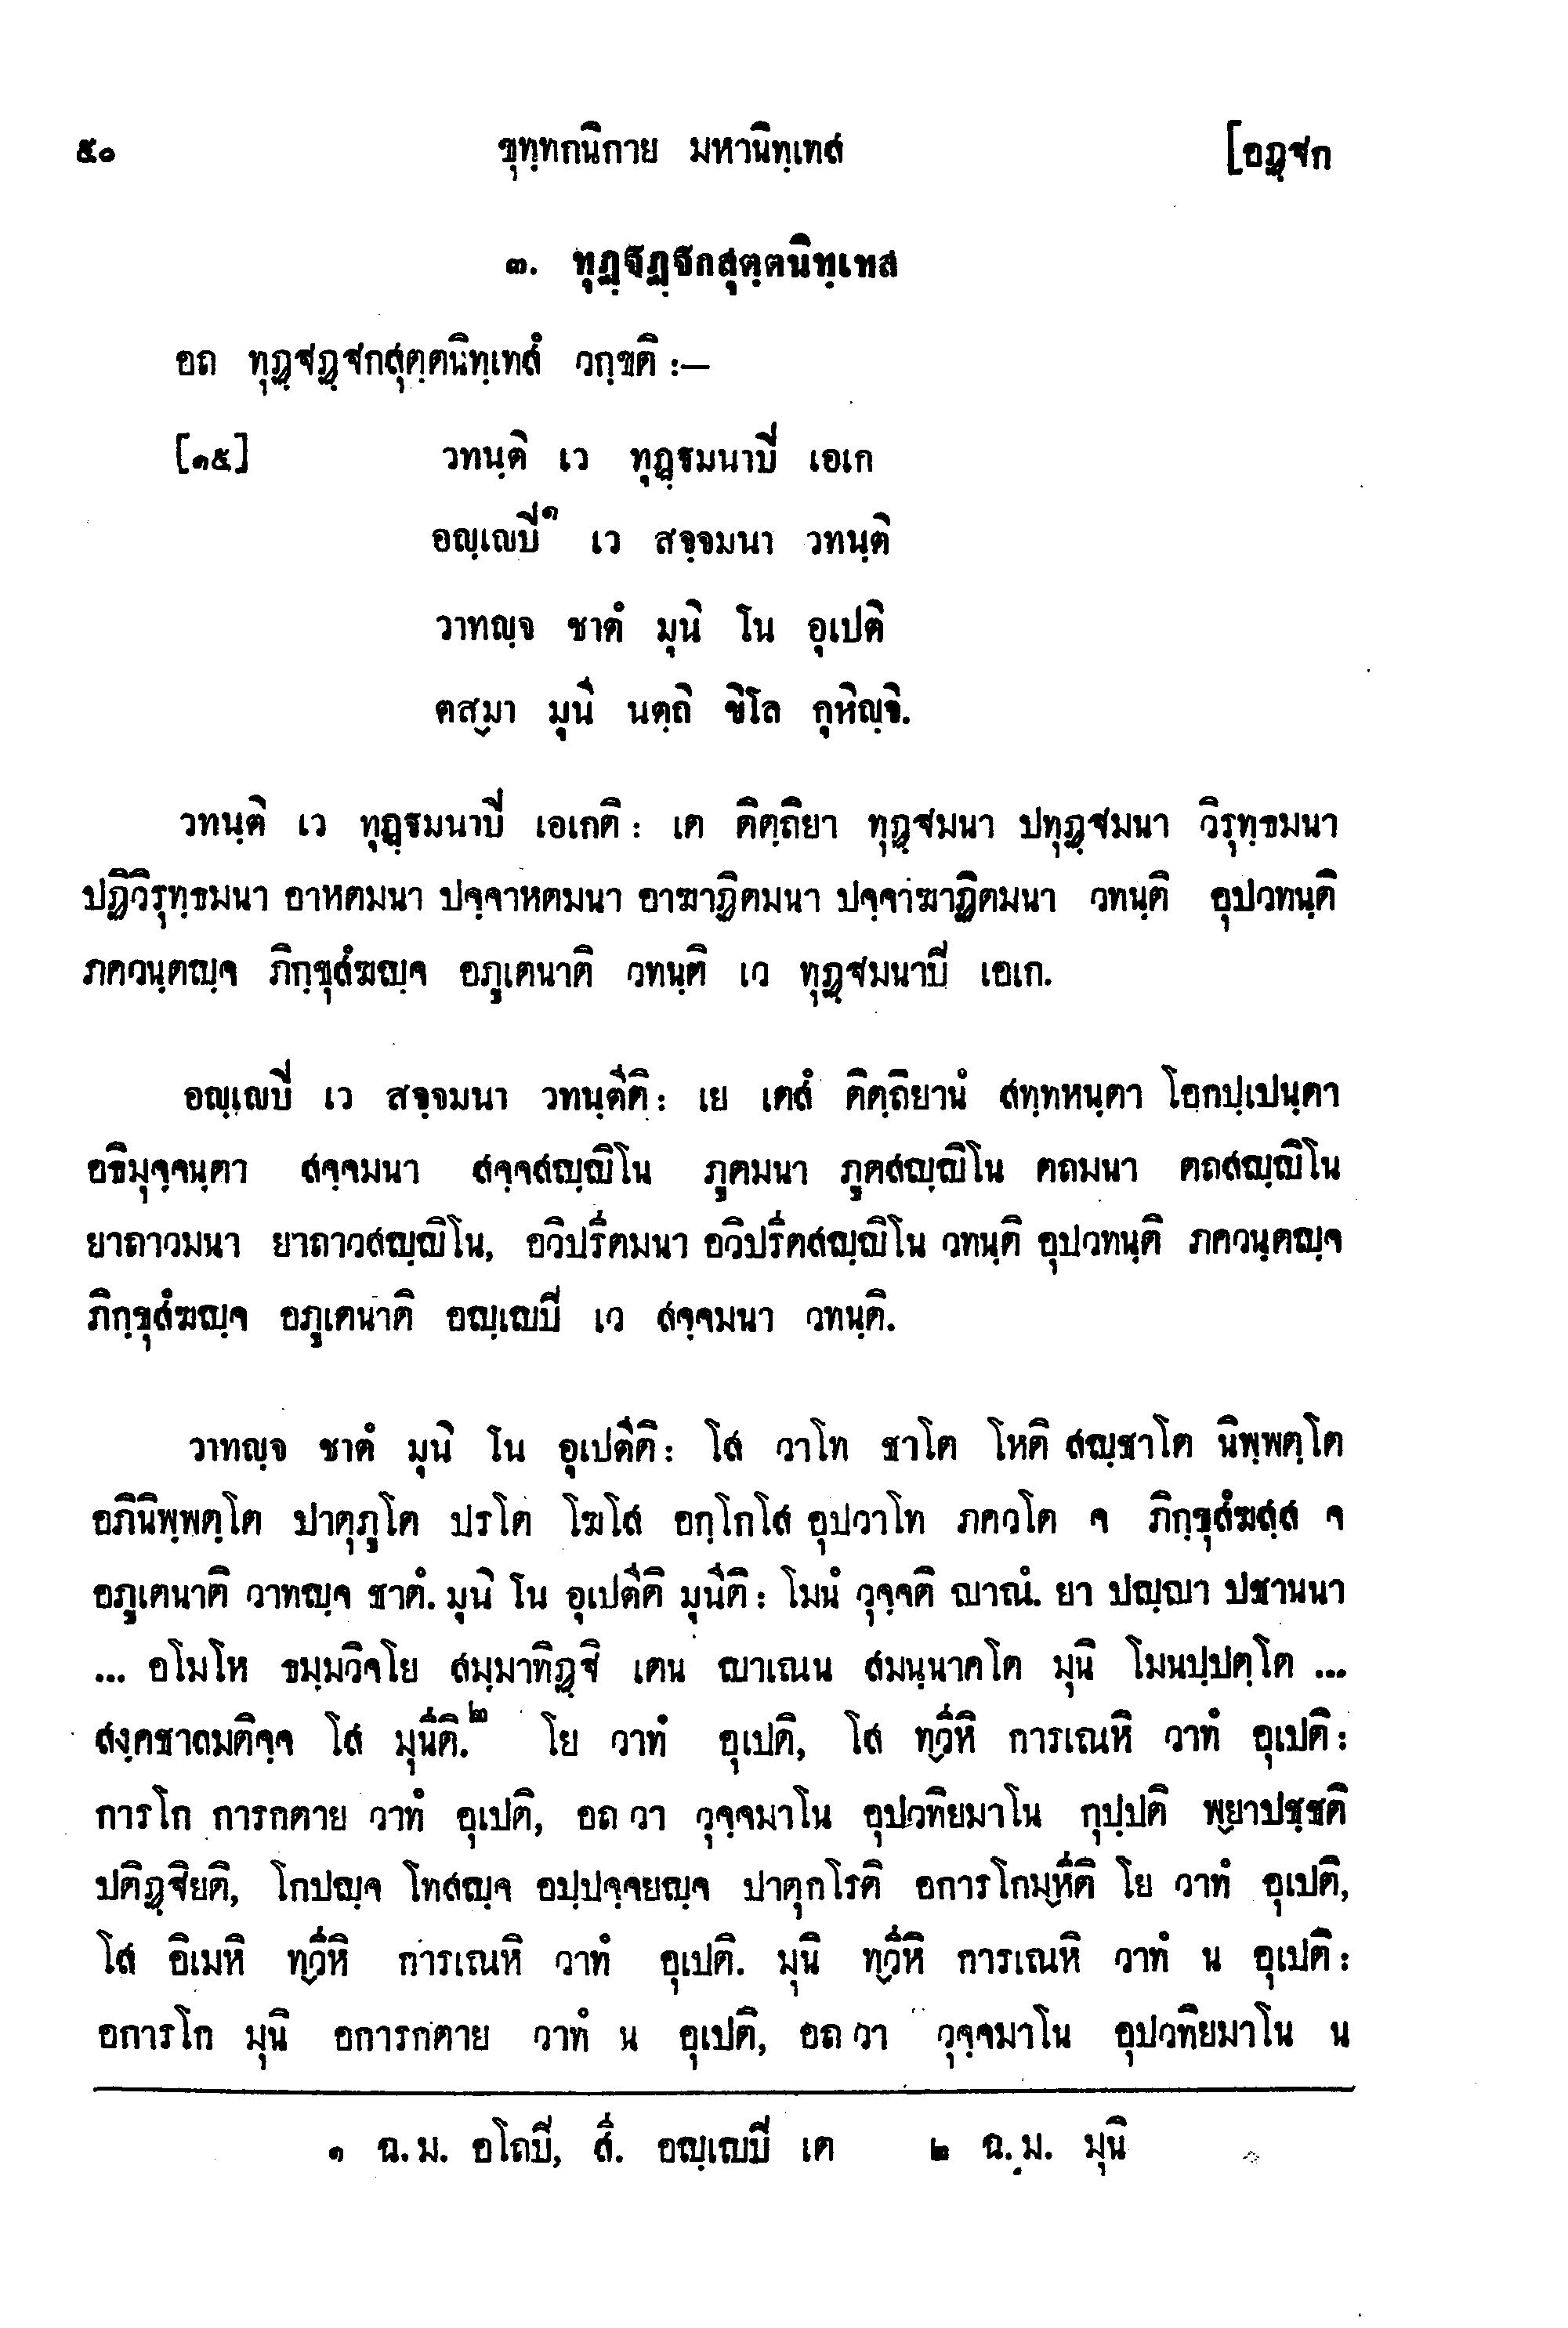 ๕๐ ขุทฺทกนิกาย มหานิทฺเทส [อฏฺฐก
๓. ทุฏฺฐฏฺฐกสุตฺตนิทฺเทส
อถ ทุฏฺฐฏฺฐกสุตฺตนิทฺเทสํ วกฺขติ :—
[๑๕] วทนฺติ เว ทุฏฺฐมนาปิ เอเก
อญฺเญปิ๑ เว สจฺจมนา วทนฺติ
วาทญฺจ ชาตํ มุนิ โน อุเปติ
ตสฺมา มุนี นตฺถิ ขิโล กุหิญฺจิ.
วทนฺติ เว ทุฏฺฐมนาปิ เอเกติ : เต ติตฺถิยา ทุฏฺฐมนา ปทุฏฺฐมนา วิรุทฺธมนา
ปฏิวิรุทฺธมนา อาหตมนา ปจฺจาหตมนา อาฆาฏิตมนา ปจฺจาฆาฏิตมนา วทนฺติ อุปวทนฺติ
ภควนฺตญฺจ ภิกฺขุสํฆญฺจ อภูเตนาติ วทนฺติ เว ทุฏฺฐมนาปิ เอเก.
อญฺเญปิ เว สจฺจมนา วทนฺตีติ : เย เตสํ ติตฺถิยานํ สทฺทหนฺตา โอกปฺเปนฺตา
อธิมุจฺจนฺตา สจฺจมนา สจฺจสญฺญิโน ภูตมนา ภูตสญฺญิโน ตถมนา ตถสญฺญิโน
ยาถาวมนา ยาถาวสญฺญิโน, อวิปรีตมนา อวิปรีตสญฺญิโน วทนฺติ อุปวทนฺติ ภควนฺตญฺจ
ภิกฺขุสํฆญฺจ อภูเตนาติ อญฺเญปิ เว สจฺจมนา วทนฺติ.
วาทญฺจ ชาตํ มุนิ โน อุเปตีติ : โส วาโท ชาโต โหติ สญฺชาโต นิพฺพตฺโต
อภินิพฺพตฺโต ปาตุภูโต ปรโต โฆโส อกฺโกโส อุปวาโท ภควโต จ ภิกฺขุสํฆสฺส จ
อภูเตนาติ วาทญฺจ ชาตํ. มุนิ โน อุเปตีติ มุนีติ : โมนํ วุจฺจติ ญาณํ. ยา ปญฺญา ปชานนา
... อโมโห ธมฺมวิจโย สมฺมาทิฏฺฐิ เตน ญาเณน สมนฺนาคโต มุนิ โมนปฺปตฺโต ...
สงฺคชาลมติจฺจ โส มุนีติ.๒ โย วาทํ อุเปติ, โส ทฺวีหิ การเณหิ วาทํ อุเปติ :
การโก การกตาย วาทํ อุเปติ, อถ วา วุจฺจมาโน อุปวทิยมาโน กุปฺปติ พฺยาปชฺชติ
ปติฏฺฐิยติ, โกปญฺจ โทสญฺจ อปฺปจฺจยญฺจ ปาตุกโรติ อการโกมฺหีติ โย วาทํ อุเปติ,
โส อิเมหิ ทฺวีหิ การเณหิ วาทํ อุเปติ. มุนิ ทฺวีหิ การเณหิ วาทํ น อุเปติ :
อการโก มุนิ อการกตาย วาทํ น อุเปติ, อถ วา วุจฺจมาโน อุปวทิยมาโน น
๑ ฉ.ม. อโถปิ, สี. อญฺเญปิ เต ๒ ฉ.ม. มุนิ